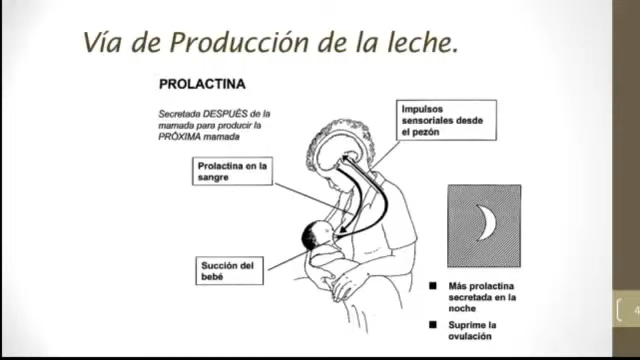 Vía de Producción de la leche.
PROLACTINA
Secretada DESPUÉS de la
mamada para producir la
PRÓXIMA mamada
Impulsos
sensoriales desde
el pezón
Prolactina en la
sangre
Succión del
bebé
Más prolactina
secretada en la
noche
Suprime la
ovulación
4